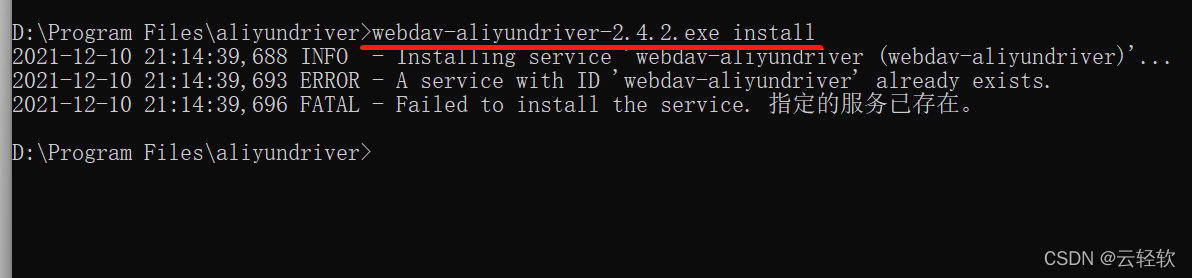 D:\Program Files\aliyundriver>webdav-aliyundriver-2.4.2.exe install
2021-12-10 21:14:39,688 INFO  - Installing service 'webdav-aliyundriver (webdav-aliyundriver)'...
2021-12-10 21:14:39,693 ERROR - A service with ID 'webdav-aliyundriver' already exists.
2021-12-10 21:14:39,696 FATAL - Failed to install the service. 指定的服务已存在。
D:\Program Files\aliyundriver>
CSDN @云轻软